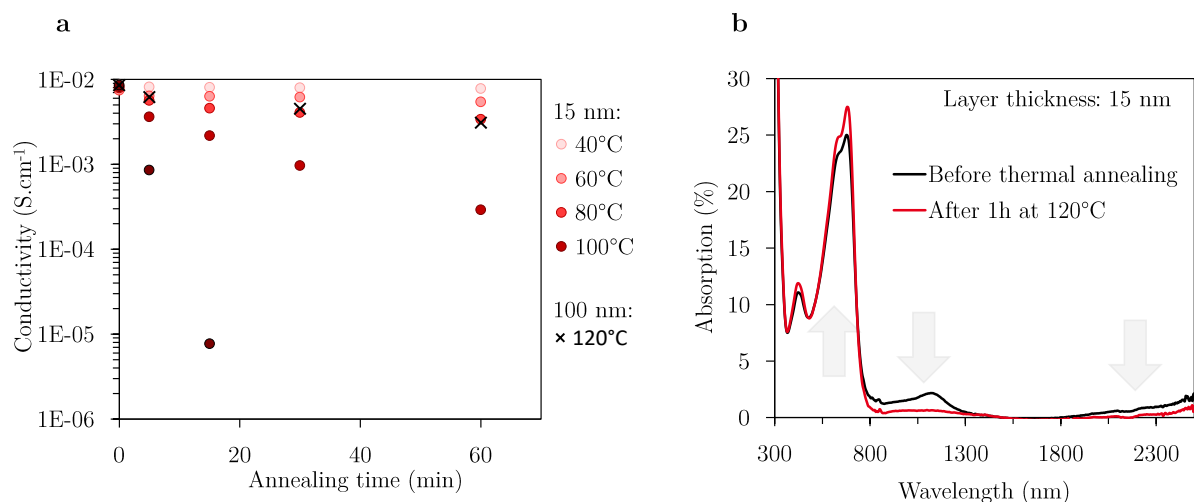 a
1E-02
1E-03
1E-04
1E-05
1E-06
Conductivity (S.cm⁻¹)
0
20
40
60
Annealing time (min)
15 nm:
40°C
60°C
80°C
100°C
100 nm:
× 120°C
b
30
25
20
15
10
5
0
Absorption (%)
Layer thickness: 15 nm
Before thermal annealing
After 1h at 120°C
300
800
1300
1800
2300
Wavelength (nm)